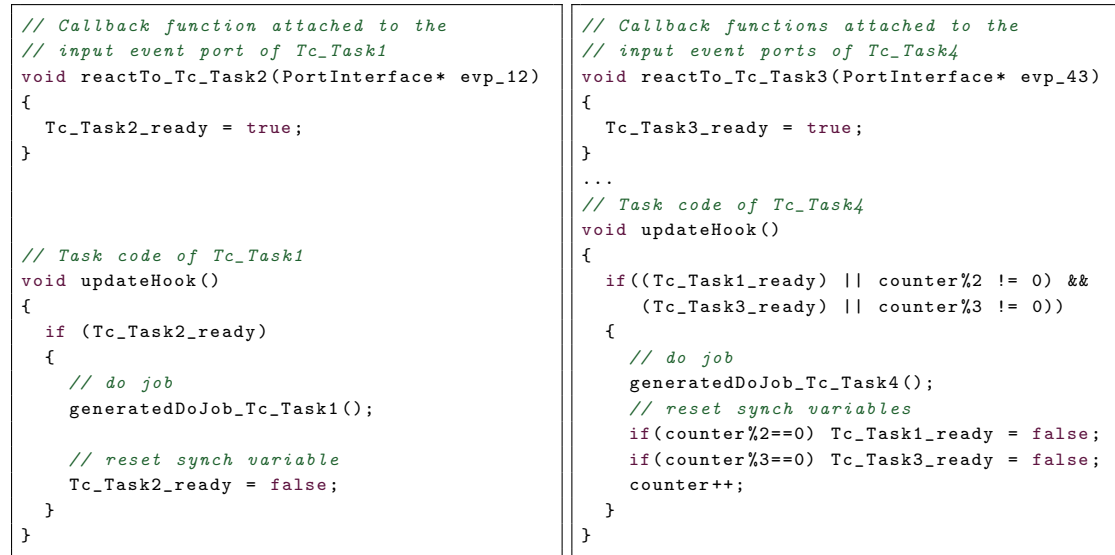 // Callback function attached to the
// input event port of Tc_Task1
void reactTo_Tc_Task2(PortInterface* evp_12)
{
  Tc_Task2_ready = true;
}
// Task code of Tc_Task1
void updateHook()
{
  if (Tc_Task2_ready)
  {
    // do job
    generatedDoJob_Tc_Task1();
    // reset synch variable
    Tc_Task2_ready = false;
  }
}
// Callback functions attached to the
// input event ports of Tc_Task4
void reactTo_Tc_Task3(PortInterface* evp_43)
{
  Tc_Task3_ready = true;
}
...
// Task code of Tc_Task4
void updateHook()
{
  if((Tc_Task1_ready) || counter%2 != 0) &&
     (Tc_Task3_ready) || counter%3 != 0))
  {
    // do job
    generatedDoJob_Tc_Task4();
    // reset synch variables
    if(counter%2==0) Tc_Task1_ready = false;
    if(counter%3==0) Tc_Task3_ready = false;
    counter++;
  }
}